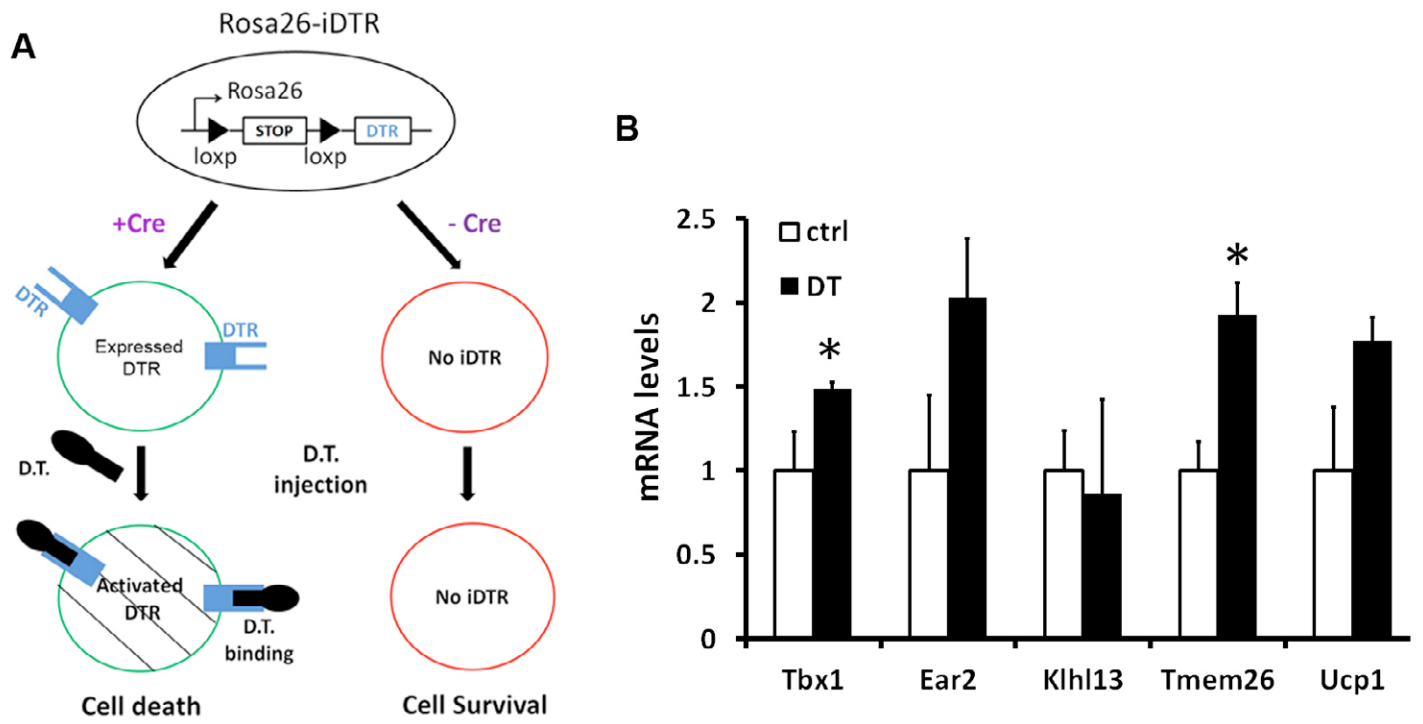 A
Rosa26-iDTR
Rosa26
STOP
DTR
loxp
loxp
+Cre
- Cre
DTR
DTR
Expressed
DTR
No iDTR
D.T.
D.T.
injection
Activated
DTR
No iDTR
D.T.
binding
Cell death
Cell Survival
B
mRNA levels
2.5
2
1.5
1
0.5
0
ctrl
DT
*
*
Tbx1
Ear2
Klhl13
Tmem26
Ucp1